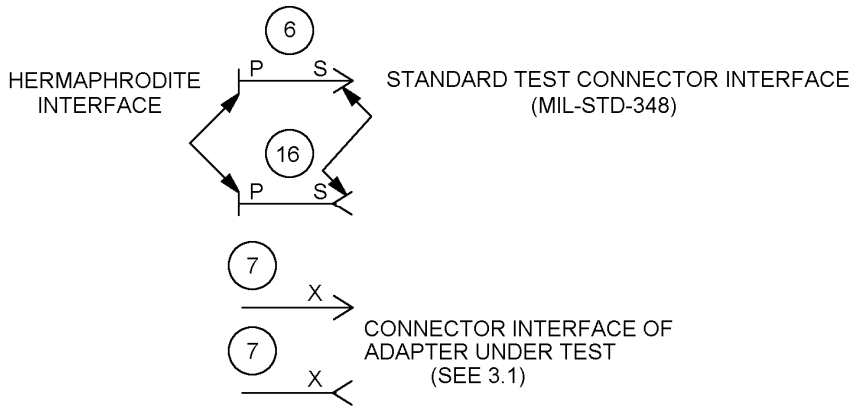 6
P S
HERMAPHRODITE
INTERFACE
STANDARD TEST CONNECTOR INTERFACE
(MIL-STD-348)
16
P S
7
X
CONNECTOR INTERFACE OF
ADAPTER UNDER TEST
(SEE 3.1)
7
X